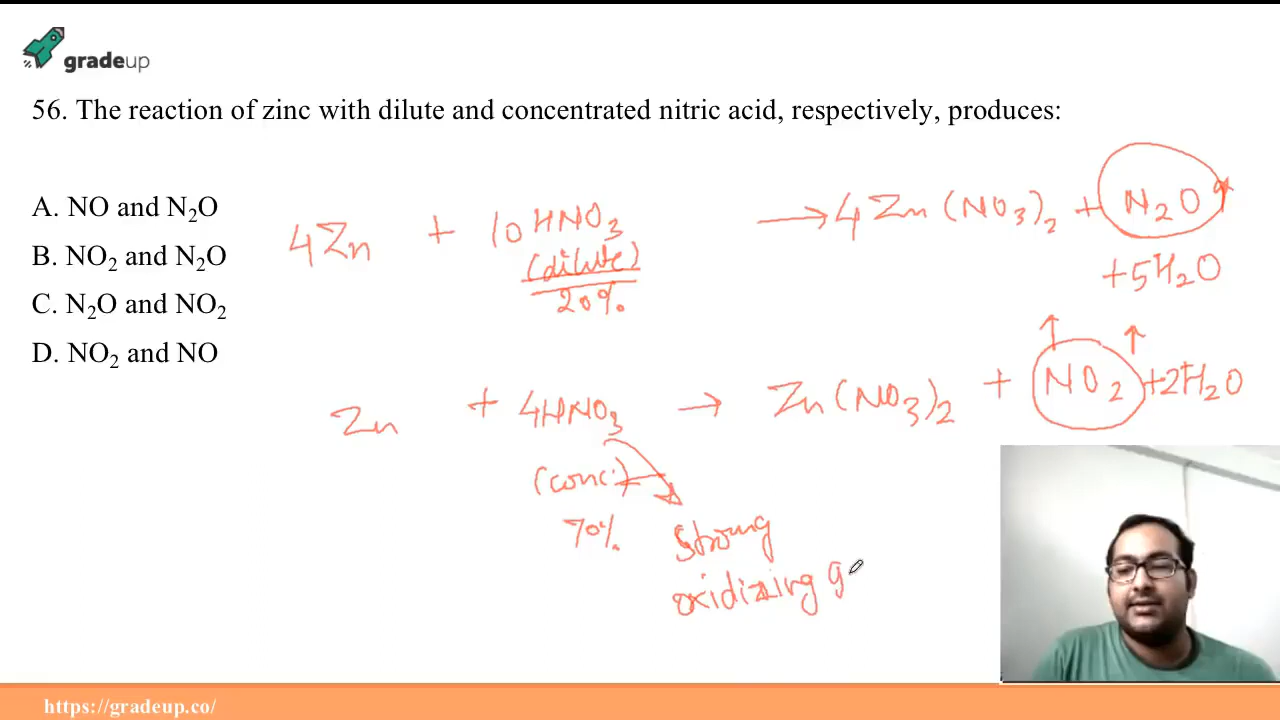 gradeup
56. The reaction of zinc with dilute and concentrated nitric acid, respectively, produces:
A. NO and N₂O
B. NO₂ and N₂O
C. N₂O and NO₂
D. NO₂ and NO
4Zn + 10HNO₃ → 4Zn(NO₃)₂ + N₂O ↑
(dilute) + 5H₂O
20%
Zn + 4HNO₃ → Zn(NO₃)₂ + NO₂ + 2H₂O
(conc.)
70% Strong
oxidizing
https://gradeup.co/